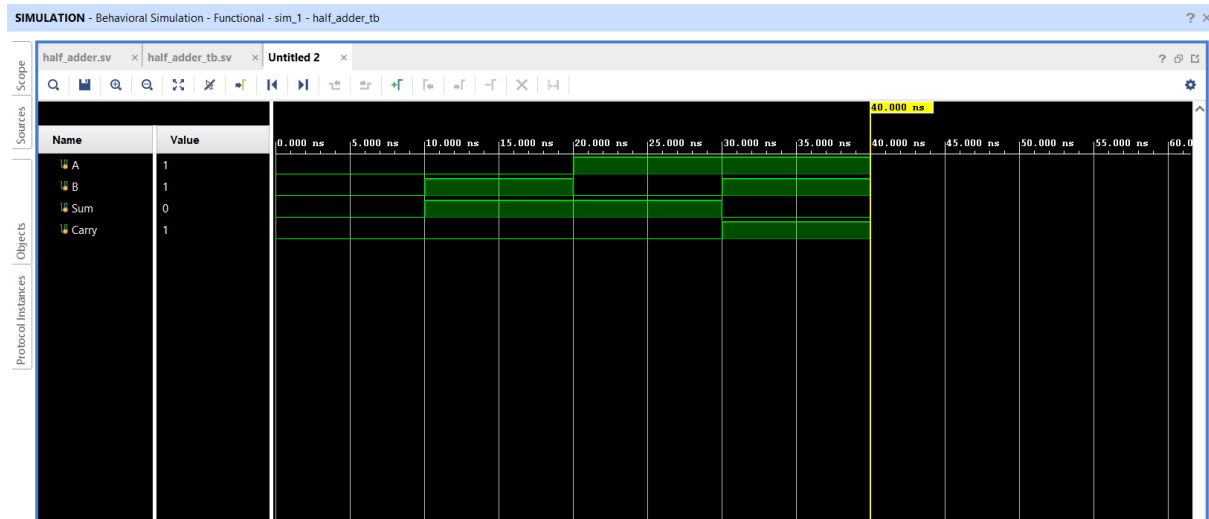 SIMULATION - Behavioral Simulation - Functional - sim_1 - half_adder_tb
? ×
Scope
Sources
Objects
Protocol Instances
half_adder.sv × half_adder_tb.sv × Untitled 2 ×
?
40.000 ns
Name Value
0.000 ns 5.000 ns 10.000 ns 15.000 ns 20.000 ns 25.000 ns 30.000 ns 35.000 ns 40.000 ns 45.000 ns 50.000 ns 55.000 ns 60.0
A 1
B 1
Sum 0
Carry 1